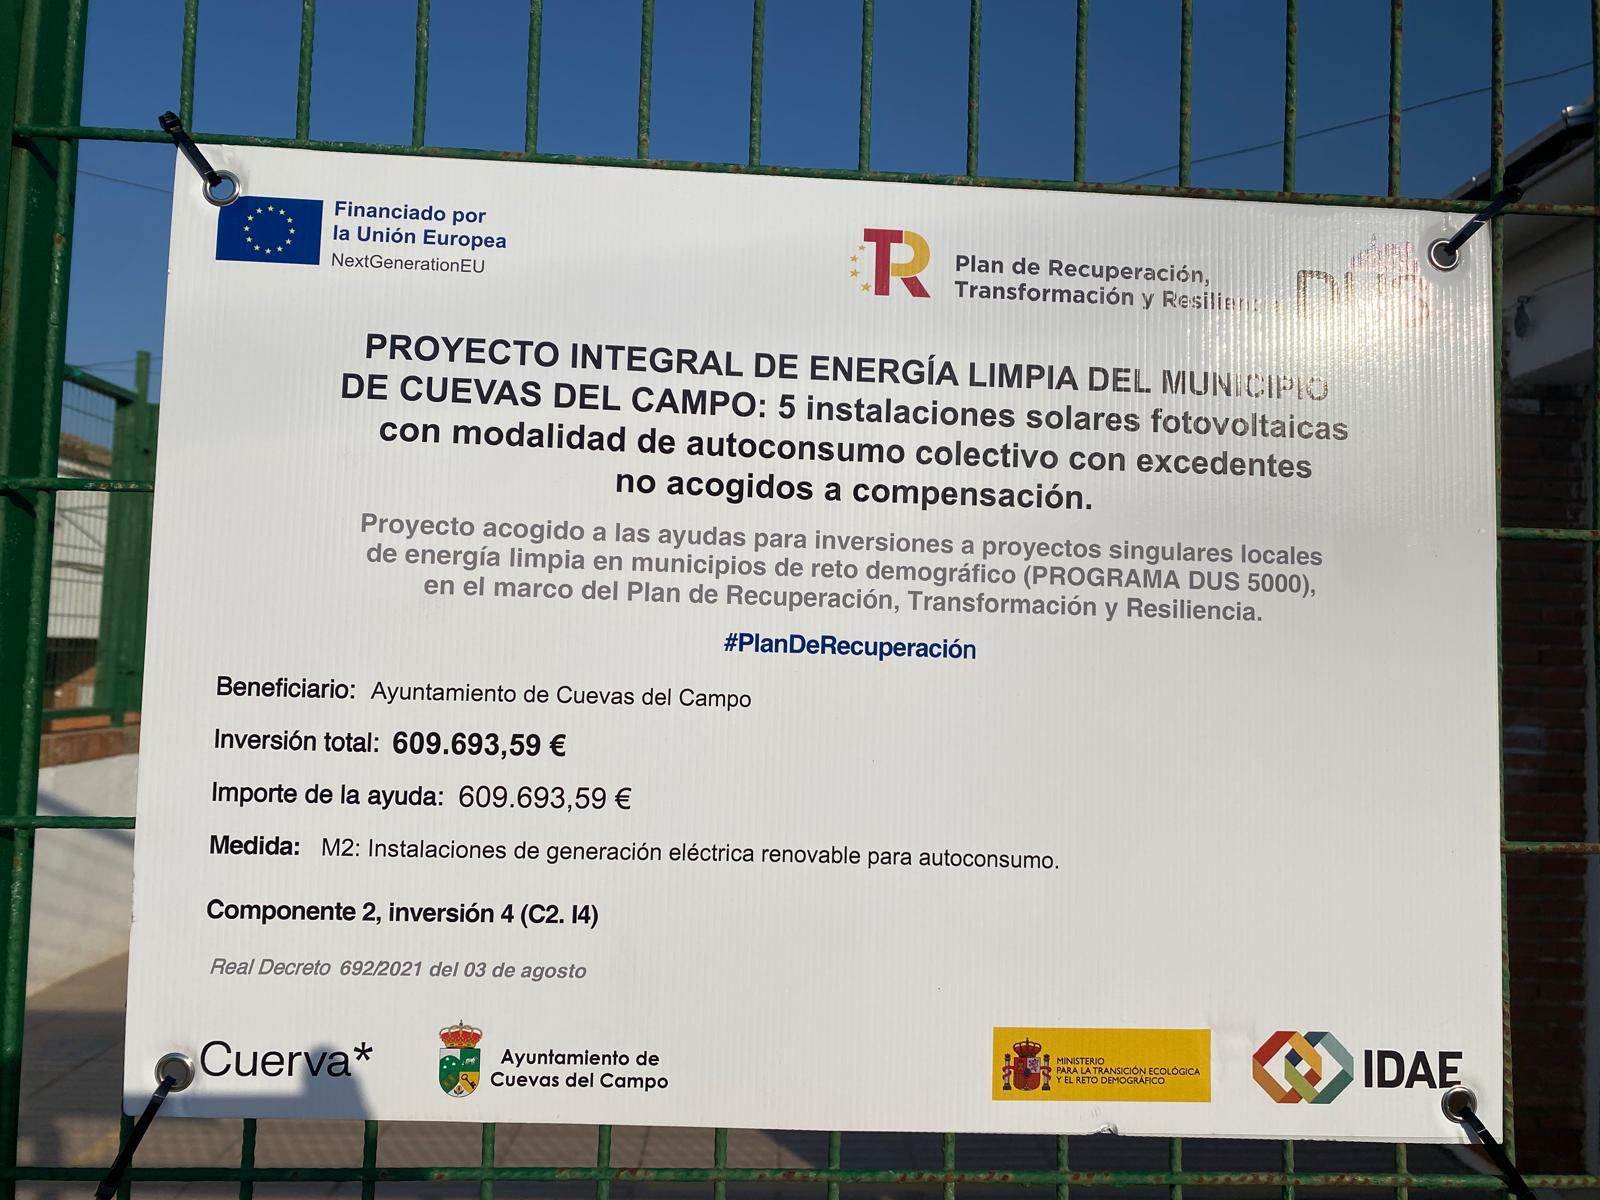 Financiado por
la Unión Europea
NextGenerationEU
TR
Plan de Recuperación,
Transformación y Resiliencia
DUS
PROYECTO INTEGRAL DE ENERGÍA LIMPIA DEL MUNICIPIO
DE CUEVAS DEL CAMPO: 5 instalaciones solares fotovoltaicas
con modalidad de autoconsumo colectivo con excedentes
no acogidos a compensación.
Proyecto acogido a las ayudas para inversiones a proyectos singulares locales
de energía limpia en municipios de reto demográfico (PROGRAMA DUS 5000),
en el marco del Plan de Recuperación, Transformación y Resiliencia.
#PlanDeRecuperación
Beneficiario: Ayuntamiento de Cuevas del Campo
Inversión total: 609.693,59 €
Importe de la ayuda: 609.693,59 €
Medida: M2: Instalaciones de generación eléctrica renovable para autoconsumo.
Componente 2, inversión 4 (C2. I4)
Real Decreto 692/2021 del 03 de agosto
Cuerva*
Ayuntamiento de
Cuevas del Campo
MINISTERIO
PARA LA TRANSICIÓN ECOLÓGICA
Y EL RETO DEMOGRÁFICO
IDAE